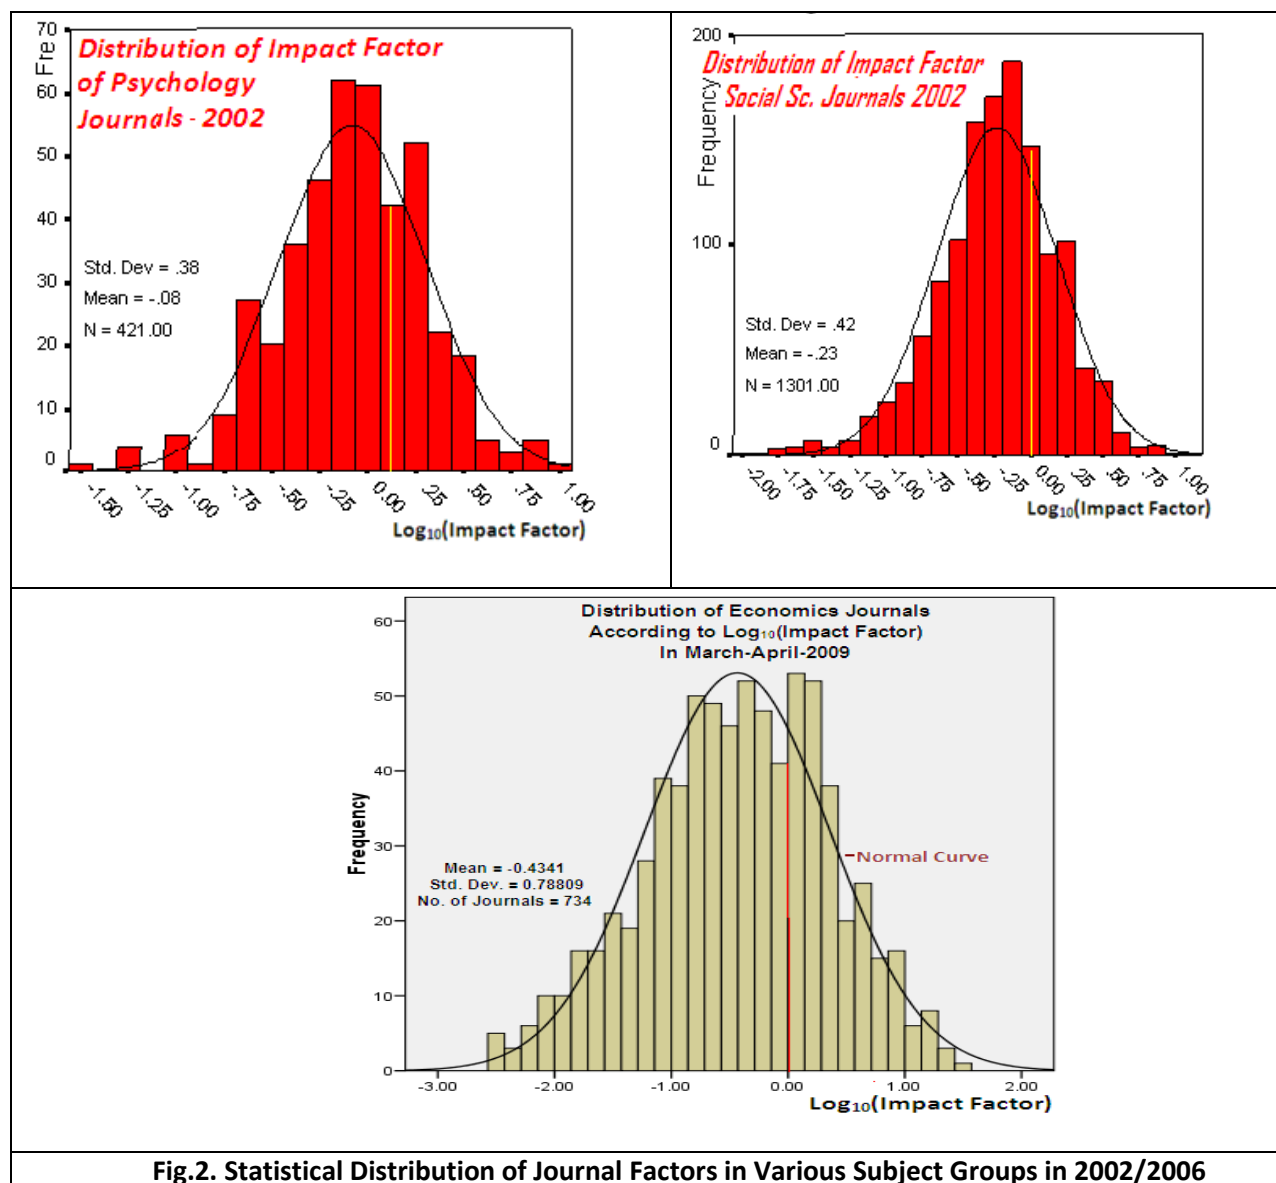 70
Fre
60
50
40
30
20
10
0
Distribution of Impact Factor
of Psychology
Journals - 2002
Std. Dev = .38
Mean = -.08
N = 421.00
-1.50
-1.25
-1.00
-.75
-.50
-.25
0.00
.25
.50
.75
1.00
Log₁₀(Impact Factor)
200
100
0
Frequency
Distribution of Impact Factor
Social Sc. Journals 2002
Std. Dev = .42
Mean = -.23
N = 1301.00
-2.00
-1.75
-1.50
-1.25
-1.00
-.75
-.50
-.25
0.00
.25
.50
.75
1.00
Log₁₀(Impact Factor)
Distribution of Economics Journals
According to Log₁₀(Impact Factor)
In March-April-2009
60
50
40
30
20
10
0
Frequency
Mean = -0.4341
Std. Dev. = 0.78809
No. of Journals = 734
Normal Curve
-3.00 -2.00 -1.00 0.00 1.00 2.00
Log₁₀(Impact Factor)
Fig.2. Statistical Distribution of Journal Factors in Various Subject Groups in 2002/2006